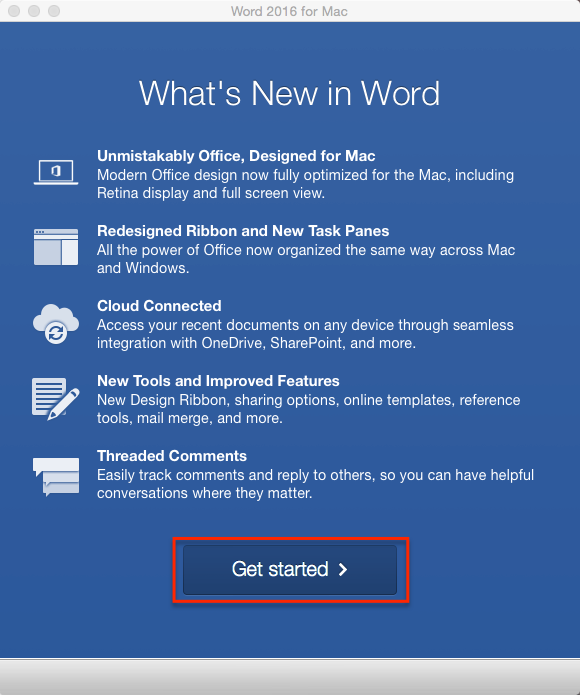 Word 2016 for Mac
What's New in Word
Unmistakably Office, Designed for Mac
Modern Office design now fully optimized for the Mac, including
Retina display and full screen view.
Redesigned Ribbon and New Task Panes
All the power of Office now organized the same way across Mac
and Windows.
Cloud Connected
Access your recent documents on any device through seamless
integration with OneDrive, SharePoint, and more.
New Tools and Improved Features
New Design Ribbon, sharing options, online templates, reference
tools, mail merge, and more.
Threaded Comments
Easily track comments and reply to others, so you can have helpful
conversations where they matter.
Get started